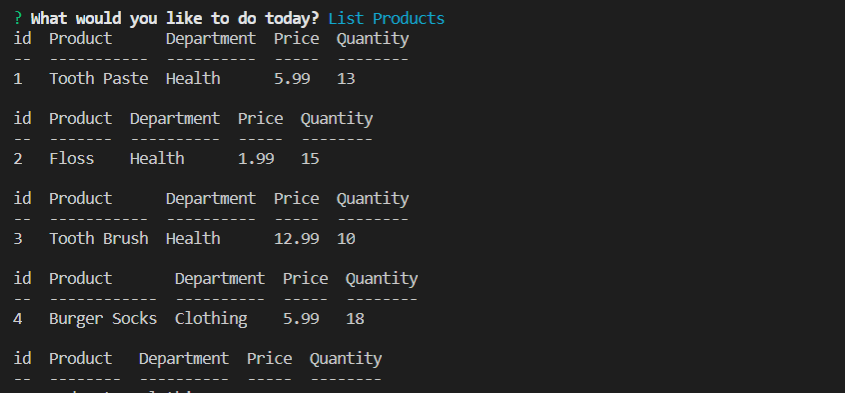 ? What would you like to do today? List Products
id  Product      Department  Price  Quantity
--  -----------  ----------  -----  --------
1   Tooth Paste  Health      5.99   13
id  Product  Department  Price  Quantity
--  -------  ----------  -----  --------
2   Floss    Health      1.99   15
id  Product      Department  Price  Quantity
--  -----------  ----------  -----  --------
3   Tooth Brush  Health      12.99  10
id  Product       Department  Price  Quantity
--  ------------  ----------  -----  --------
4   Burger Socks  Clothing    5.99   18
id  Product   Department  Price  Quantity
--  --------  ----------  -----  --------